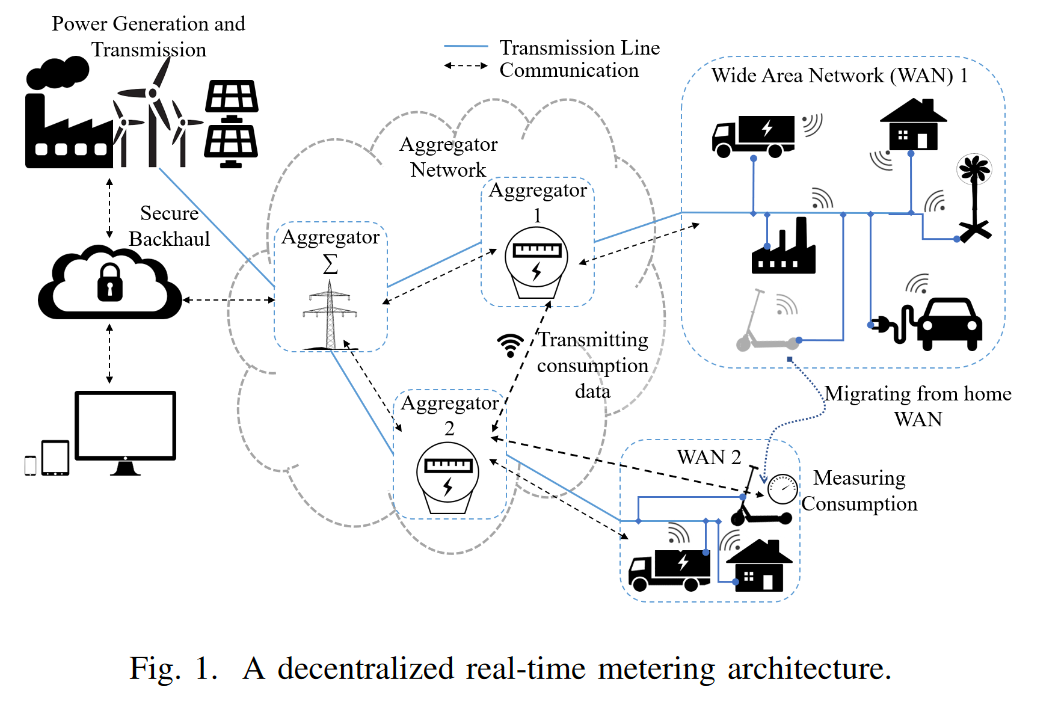 Power Generation and
Transmission
Transmission Line
Communication
Wide Area Network (WAN) 1
Aggregator
Network
Aggregator
1
Secure
Backhaul
Aggregator
Σ
Transmitting
consumption
data
Migrating from home
WAN
Aggregator
2
WAN 2
Measuring
Consumption
Fig. 1. A decentralized real-time metering architecture.